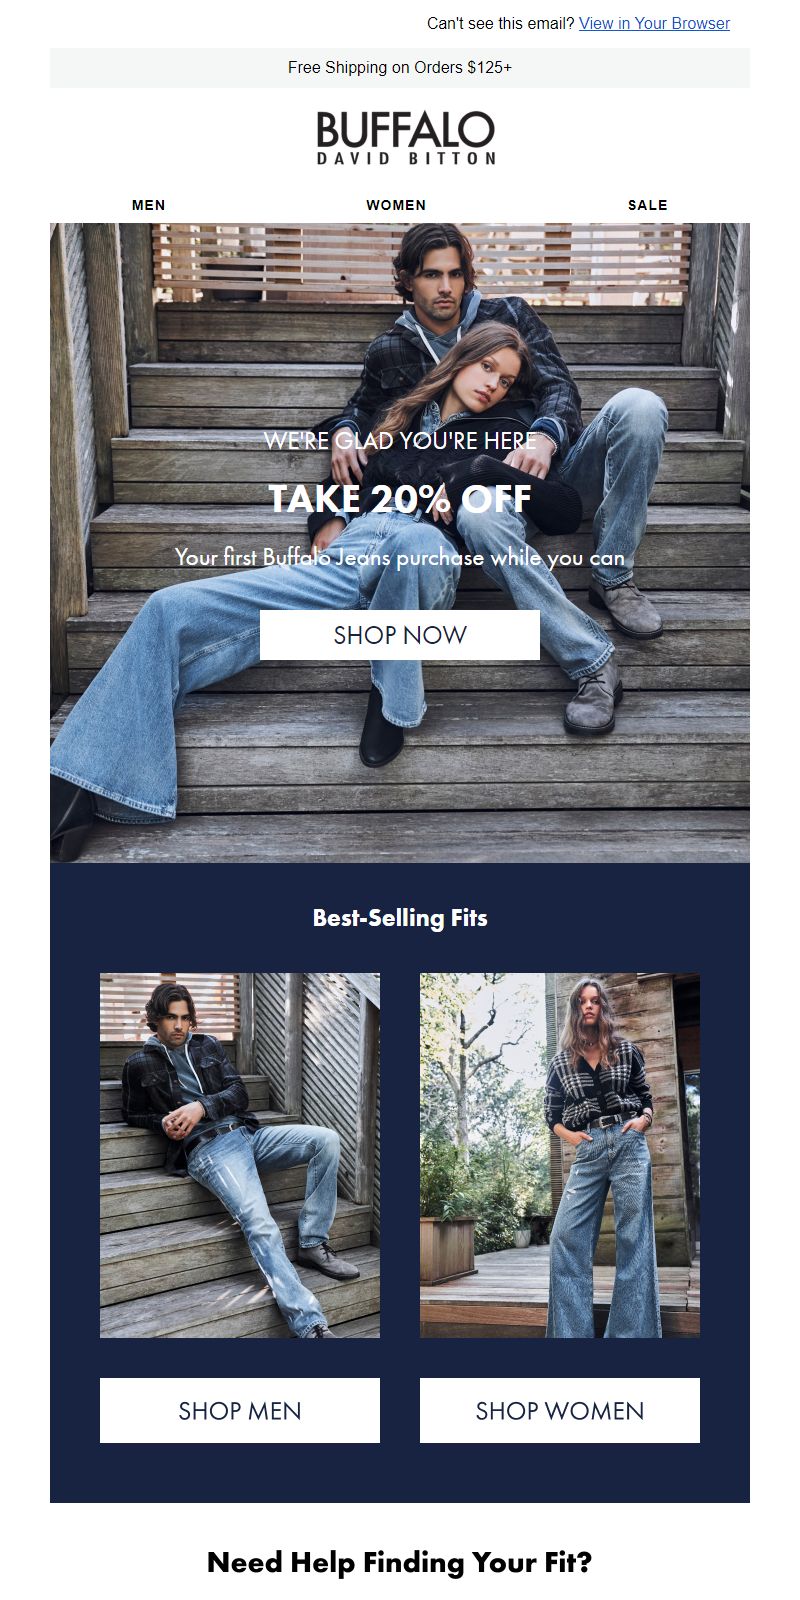 Can't see this email? View in Your Browser
Free Shipping on Orders $125+
BUFFALO
DAVID BITTON
MEN WOMEN SALE
WE'RE GLAD YOU'RE HERE
TAKE 20% OFF
Your first Buffalo Jeans purchase while you can
SHOP NOW
Best-Selling Fits
SHOP MEN SHOP WOMEN
Need Help Finding Your Fit?